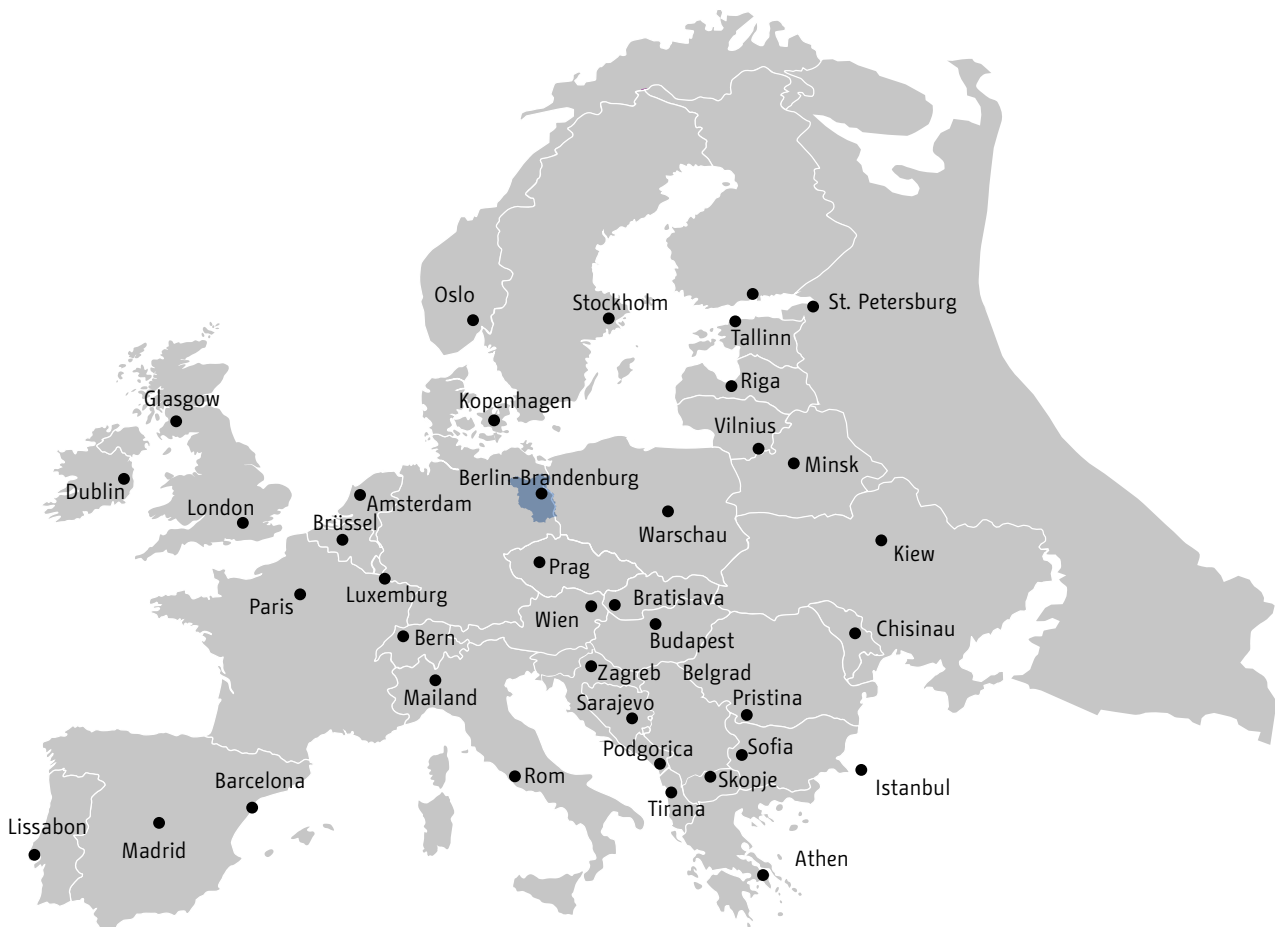 Oslo
Stockholm
St. Petersburg
Tallinn
Riga
Glasgow
Kopenhagen
Vilnius
Minsk
Dublin
Berlin-Brandenburg
Amsterdam
London
Brüssel
Warschau
Kiew
Prag
Luxemburg
Paris
Bratislava
Wien
Chisinau
Bern
Budapest
Zagreb
Belgrad
Mailand
Sarajevo
Pristina
Podgorica
Sofia
Rom
Skopje
Barcelona
Istanbul
Tirana
Lissabon
Madrid
Athen